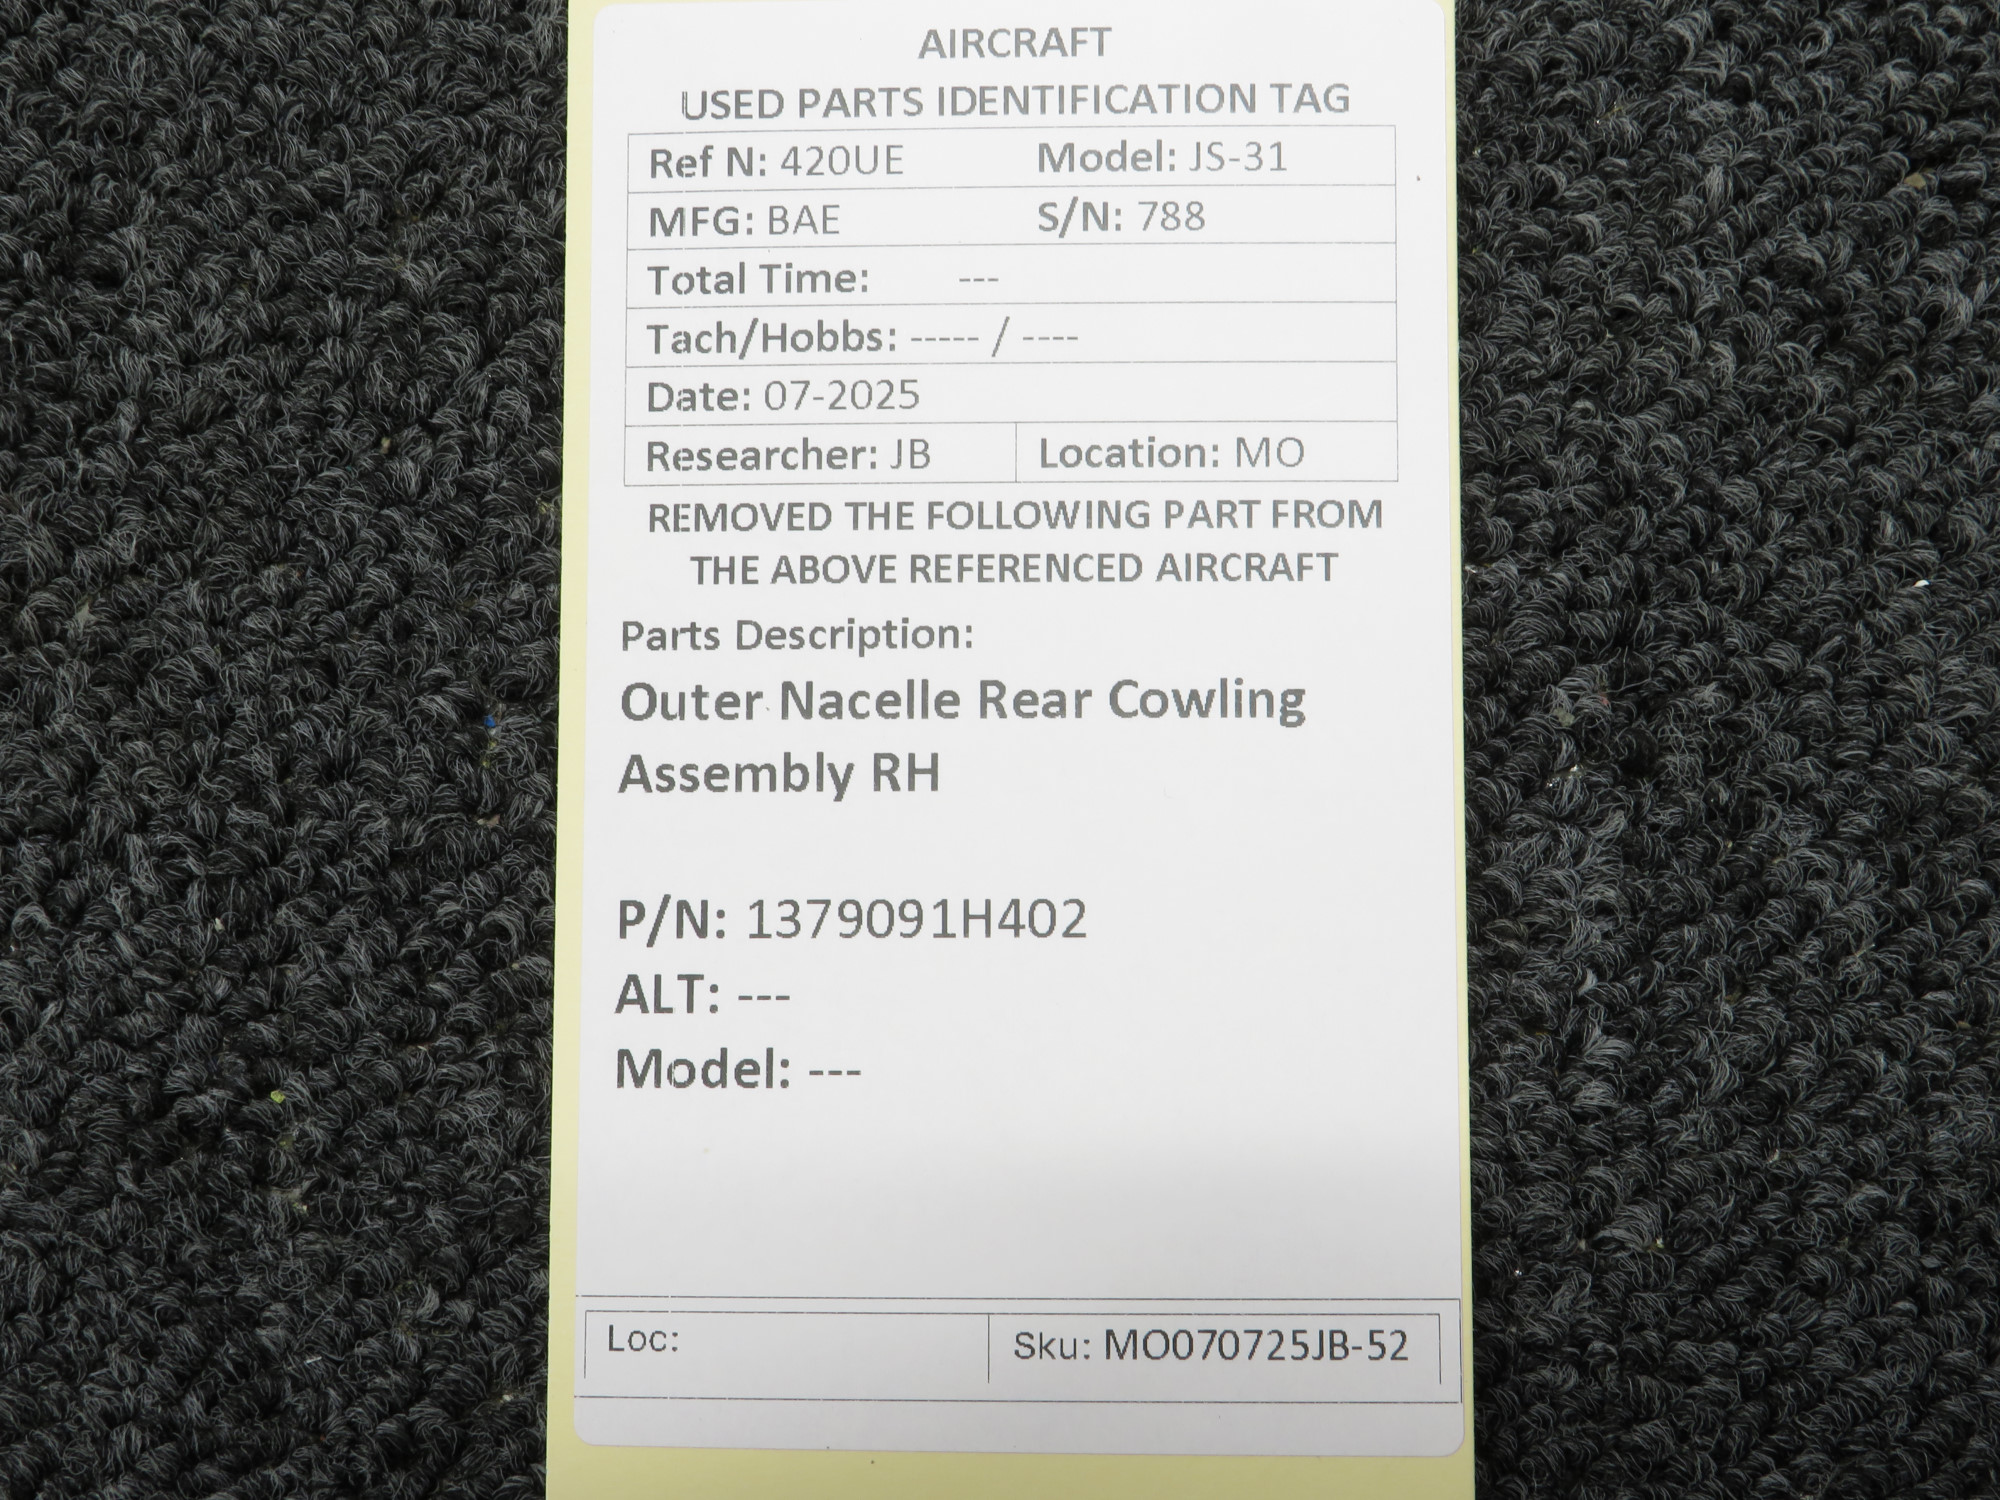 AIRCRAFT
USED PARTS IDENTIFICATION TAG
Ref N: 420UE Model: JS-31
MFG: BAE S/N: 788
Total Time: ---
Tach/Hobbs: ----- / ----
Date: 07-2025
Researcher: JB Location: MO
REMOVED THE FOLLOWING PART FROM
THE ABOVE REFERENCED AIRCRAFT
Parts Description:
Outer Nacelle Rear Cowling
Assembly RH
P/N: 1379091H402
ALT: ---
Model: ---
Loc: Sku: MO070725JB-52